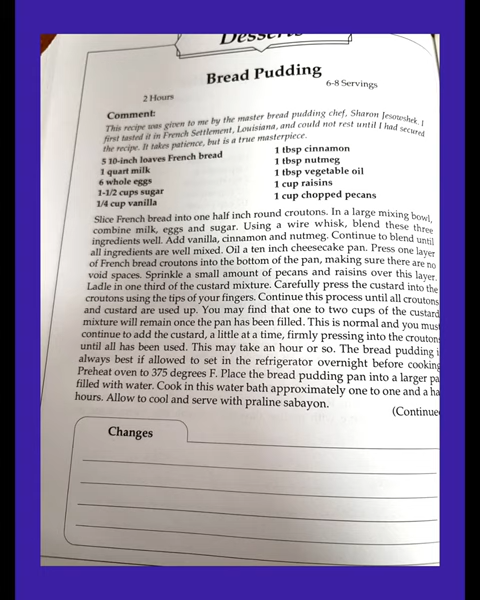 Desserts
Bread Pudding
2 Hours
6-8 Servings
Comment:
This recipe was given to me by the master bread pudding chef, Sharon Jesowshek. I
first tasted it in French Settlement, Louisiana, and could not rest until I had secured
the recipe. It takes patience, but is a true masterpiece.
5 10-inch loaves French bread
1 quart milk
6 whole eggs
1-1/2 cups sugar
1/4 cup vanilla
1 tbsp cinnamon
1 tbsp nutmeg
1 tbsp vegetable oil
1 cup raisins
1 cup chopped pecans
Slice French bread into one half inch round croutons. In a large mixing bowl,
combine milk, eggs and sugar. Using a wire whisk, blend these three
ingredients well. Add vanilla, cinnamon and nutmeg. Continue to blend until
all ingredients are well mixed. Oil a ten inch cheesecake pan. Press one layer
of French bread croutons into the bottom of the pan, making sure there are no
void spaces. Sprinkle a small amount of pecans and raisins over this layer.
Ladle in one third of the custard mixture. Carefully press the custard into the
croutons using the tips of your fingers. Continue this process until all croutons
and custard are used up. You may find that one to two cups of the custard
mixture will remain once the pan has been filled. This is normal and you must
continue to add the custard, a little at a time, firmly pressing into the croutons
until all has been used. This may take an hour or so. The bread pudding i
always best if allowed to set in the refrigerator overnight before cooking
Preheat oven to 375 degrees F. Place the bread pudding pan into a larger pa
filled with water. Cook in this water bath approximately one to one and a ha
hours. Allow to cool and serve with praline sabayon.
(Continue
Changes